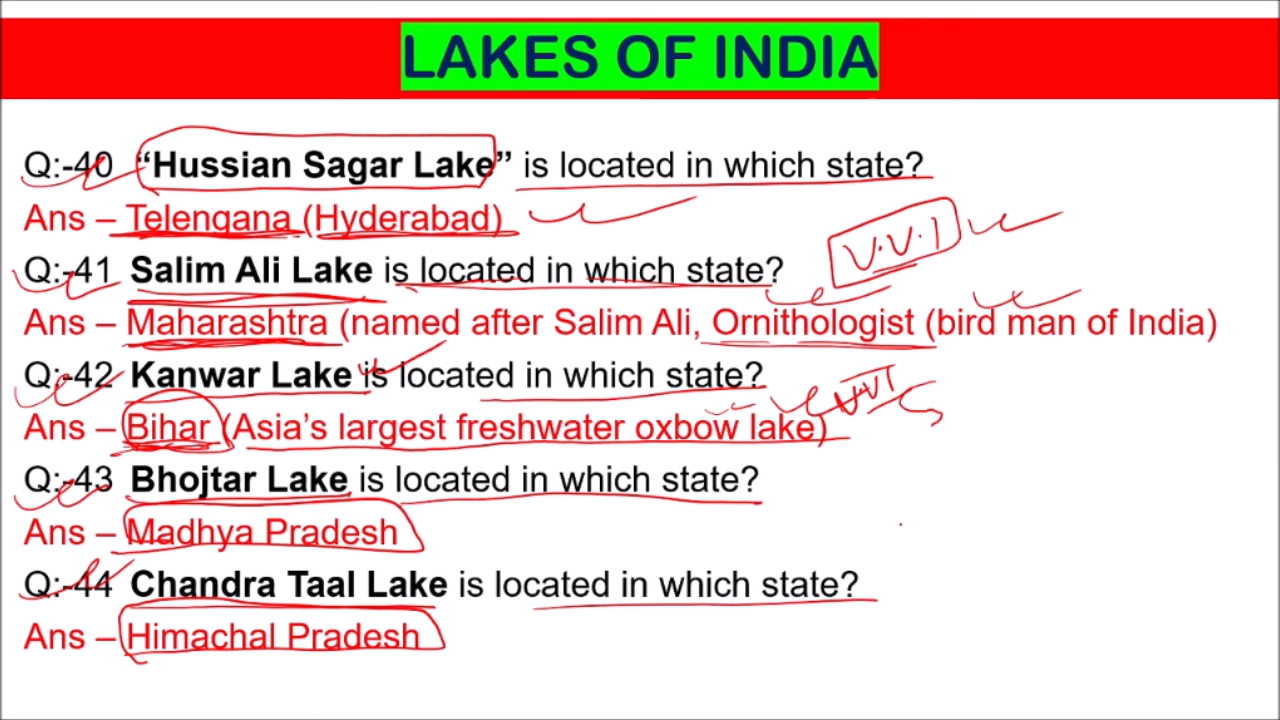 LAKES OF INDIA
Q:-40 “Hussian Sagar Lake” is located in which state?
Ans – Telengana (Hyderabad)
V.V.I
Q:-41 Salim Ali Lake is located in which state?
Ans – Maharashtra (named after Salim Ali, Ornithologist (bird man of India)
Q:-42 Kanwar Lake is located in which state?
VVI
Ans – Bihar (Asia’s largest freshwater oxbow lake)
Q:-43 Bhojtar Lake is located in which state?
Ans – Madhya Pradesh
Q:-44 Chandra Taal Lake is located in which state?
Ans – Himachal Pradesh